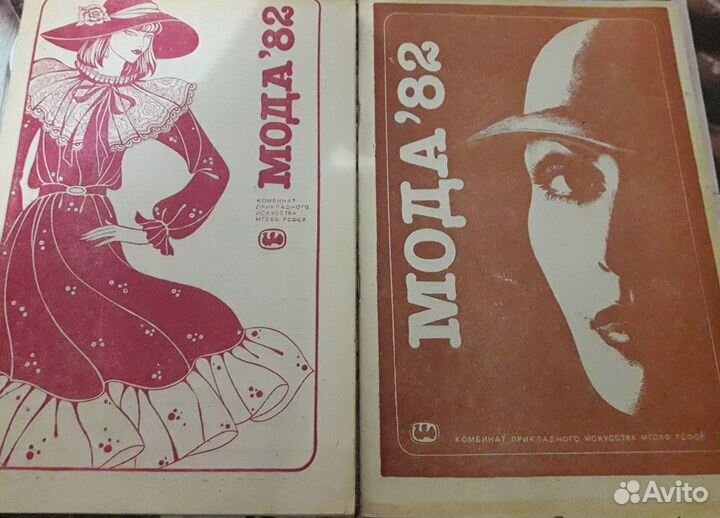 МОДА'82
КОМБИНАТ
ПРИКЛАДНОГО
ИСКУССТВА
МГОХФ РСФСР
МОДА'82
КОМБИНАТ ПРИКЛАДНОГО ИСКУССТВА МГОХФ РСФСР
Avito